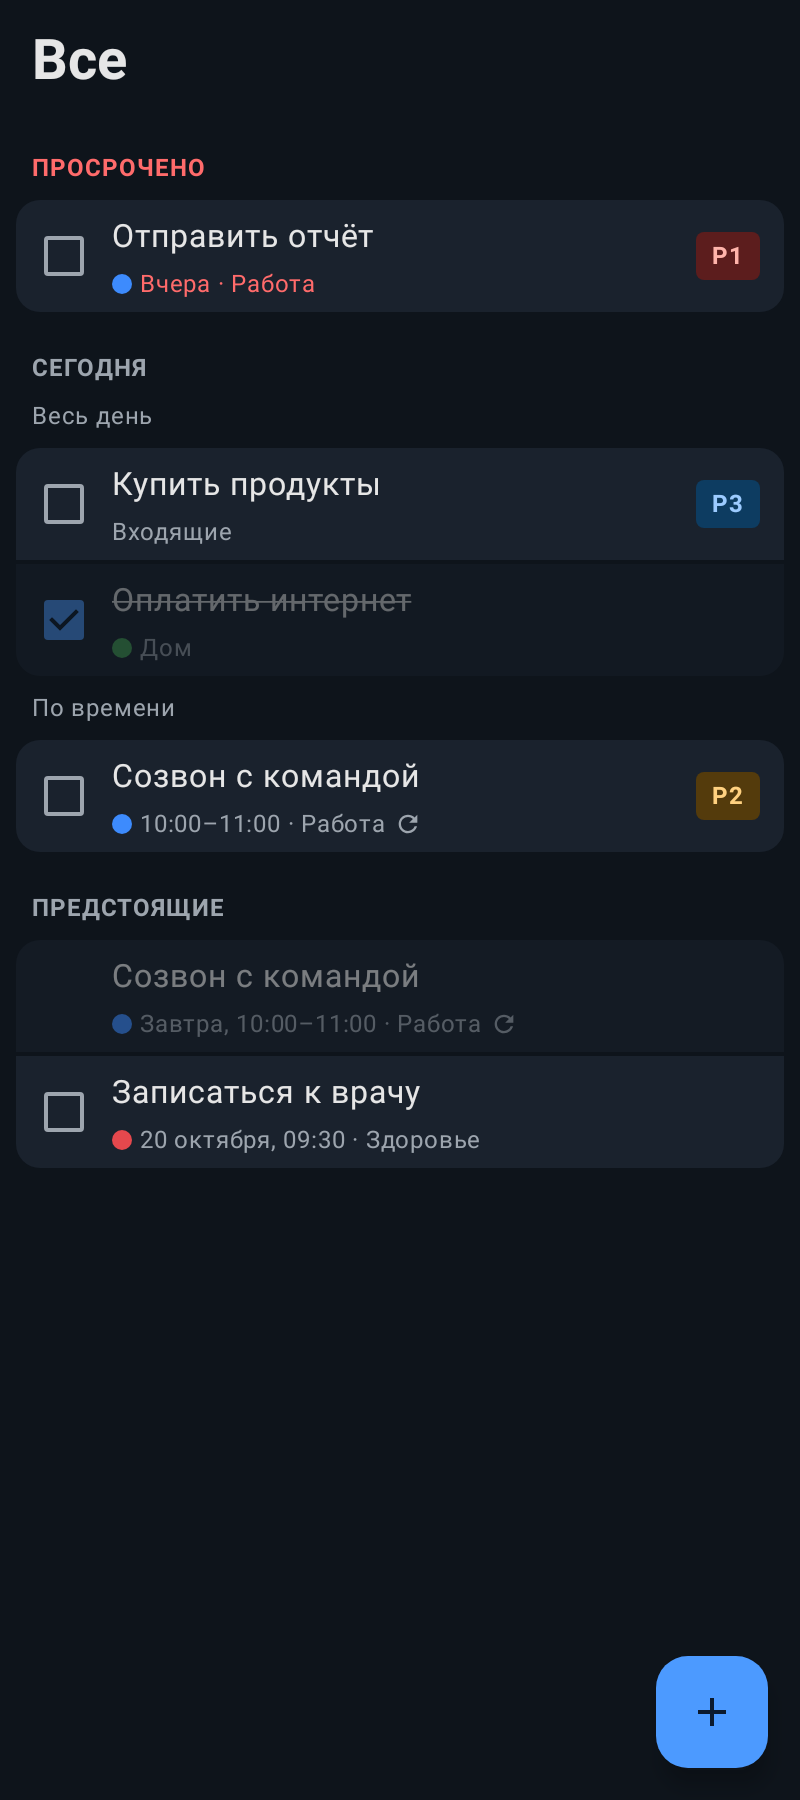 Все
ПРОСРОЧЕНО
Отправить отчёт
P1
Вчера · Работа
СЕГОДНЯ
Весь день
Купить продукты
P3
Входящие
Оплатить интернет
Дом
По времени
Созвон с командой
P2
10:00–11:00 · Работа
ПРЕДСТОЯЩИЕ
Созвон с командой
Завтра, 10:00–11:00 · Работа
Записаться к врачу
20 октября, 09:30 · Здоровье